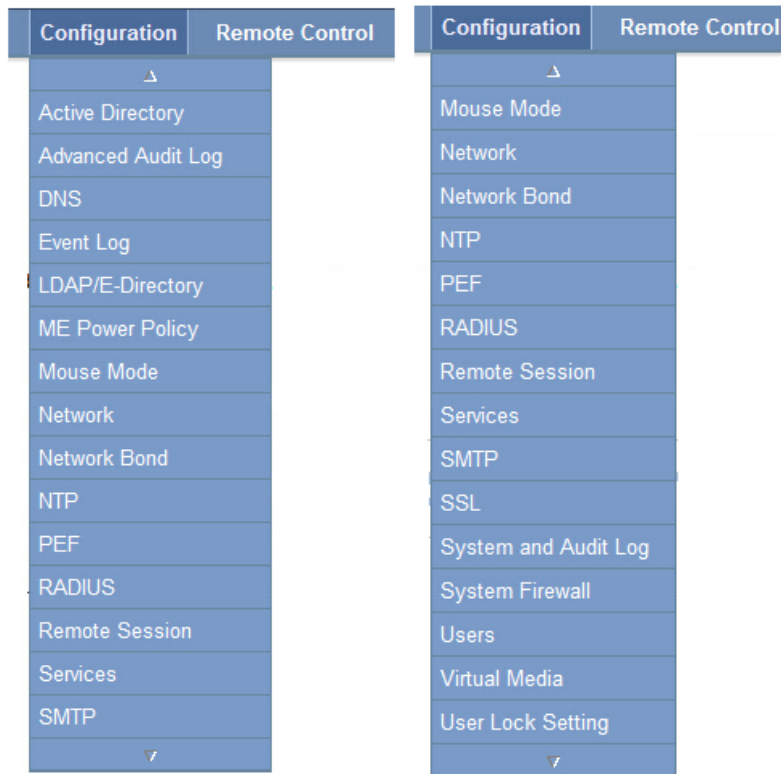 Configuration Remote Control
Active Directory
Advanced Audit Log
DNS
Event Log
LDAP/E-Directory
ME Power Policy
Mouse Mode
Network
Network Bond
NTP
PEF
RADIUS
Remote Session
Services
SMTP
Configuration Remote Control
Mouse Mode
Network
Network Bond
NTP
PEF
RADIUS
Remote Session
Services
SMTP
SSL
System and Audit Log
System Firewall
Users
Virtual Media
User Lock Setting